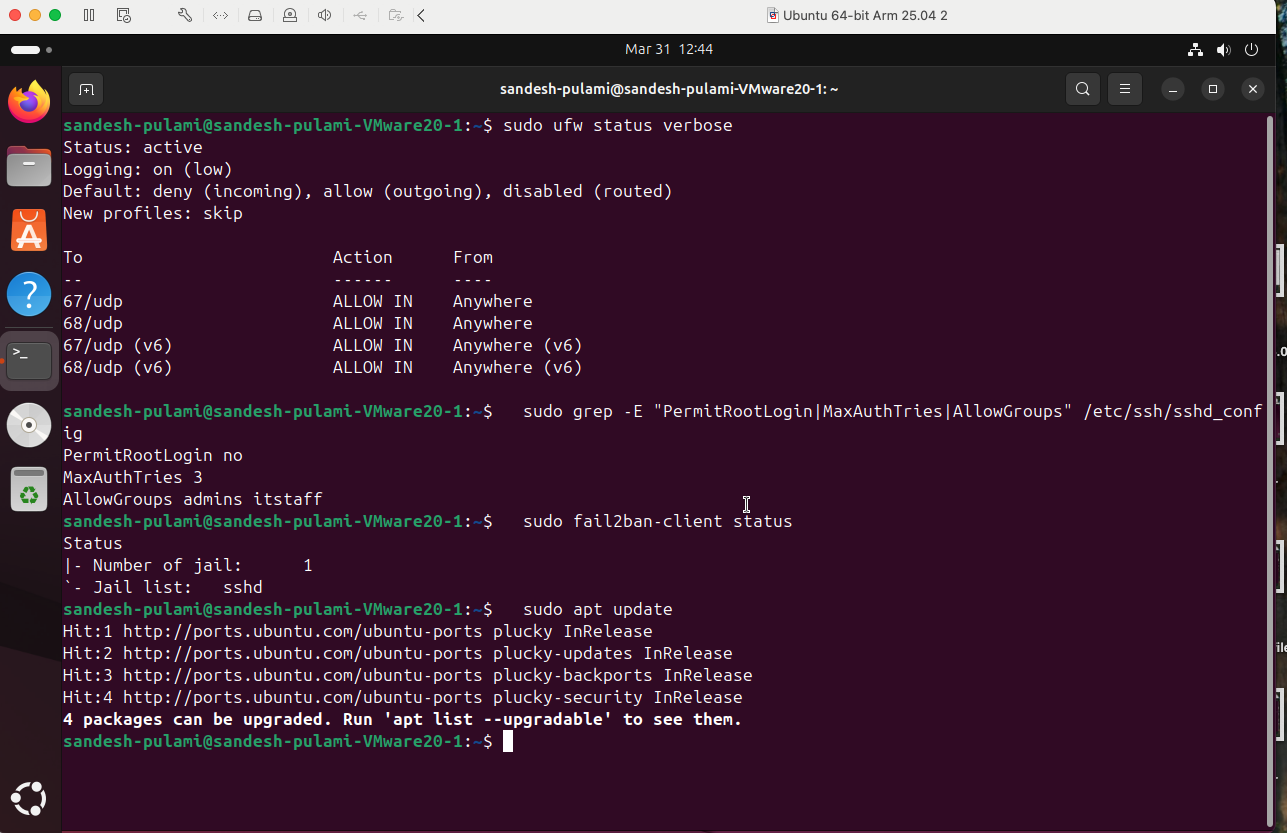 Ubuntu 64-bit Arm 25.04 2
Mar 31 12:44
sandesh-pulami@sandesh-pulami-VMware20-1: ~
sandesh-pulami@sandesh-pulami-VMware20-1:~$ sudo ufw status verbose
Status: active
Logging: on (low)
Default: deny (incoming), allow (outgoing), disabled (routed)
New profiles: skip
To                         Action      From
--                         ------      ----
67/udp                     ALLOW IN    Anywhere
68/udp                     ALLOW IN    Anywhere
67/udp (v6)                ALLOW IN    Anywhere (v6)
68/udp (v6)                ALLOW IN    Anywhere (v6)
sandesh-pulami@sandesh-pulami-VMware20-1:~$   sudo grep -E "PermitRootLogin|MaxAuthTries|AllowGroups" /etc/ssh/sshd_conf
ig
PermitRootLogin no
MaxAuthTries 3
AllowGroups admins itstaff
sandesh-pulami@sandesh-pulami-VMware20-1:~$   sudo fail2ban-client status
Status
|- Number of jail:      1
`- Jail list:   sshd
sandesh-pulami@sandesh-pulami-VMware20-1:~$   sudo apt update
Hit:1 http://ports.ubuntu.com/ubuntu-ports plucky InRelease
Hit:2 http://ports.ubuntu.com/ubuntu-ports plucky-updates InRelease
Hit:3 http://ports.ubuntu.com/ubuntu-ports plucky-backports InRelease
Hit:4 http://ports.ubuntu.com/ubuntu-ports plucky-security InRelease
4 packages can be upgraded. Run 'apt list --upgradable' to see them.
sandesh-pulami@sandesh-pulami-VMware20-1:~$